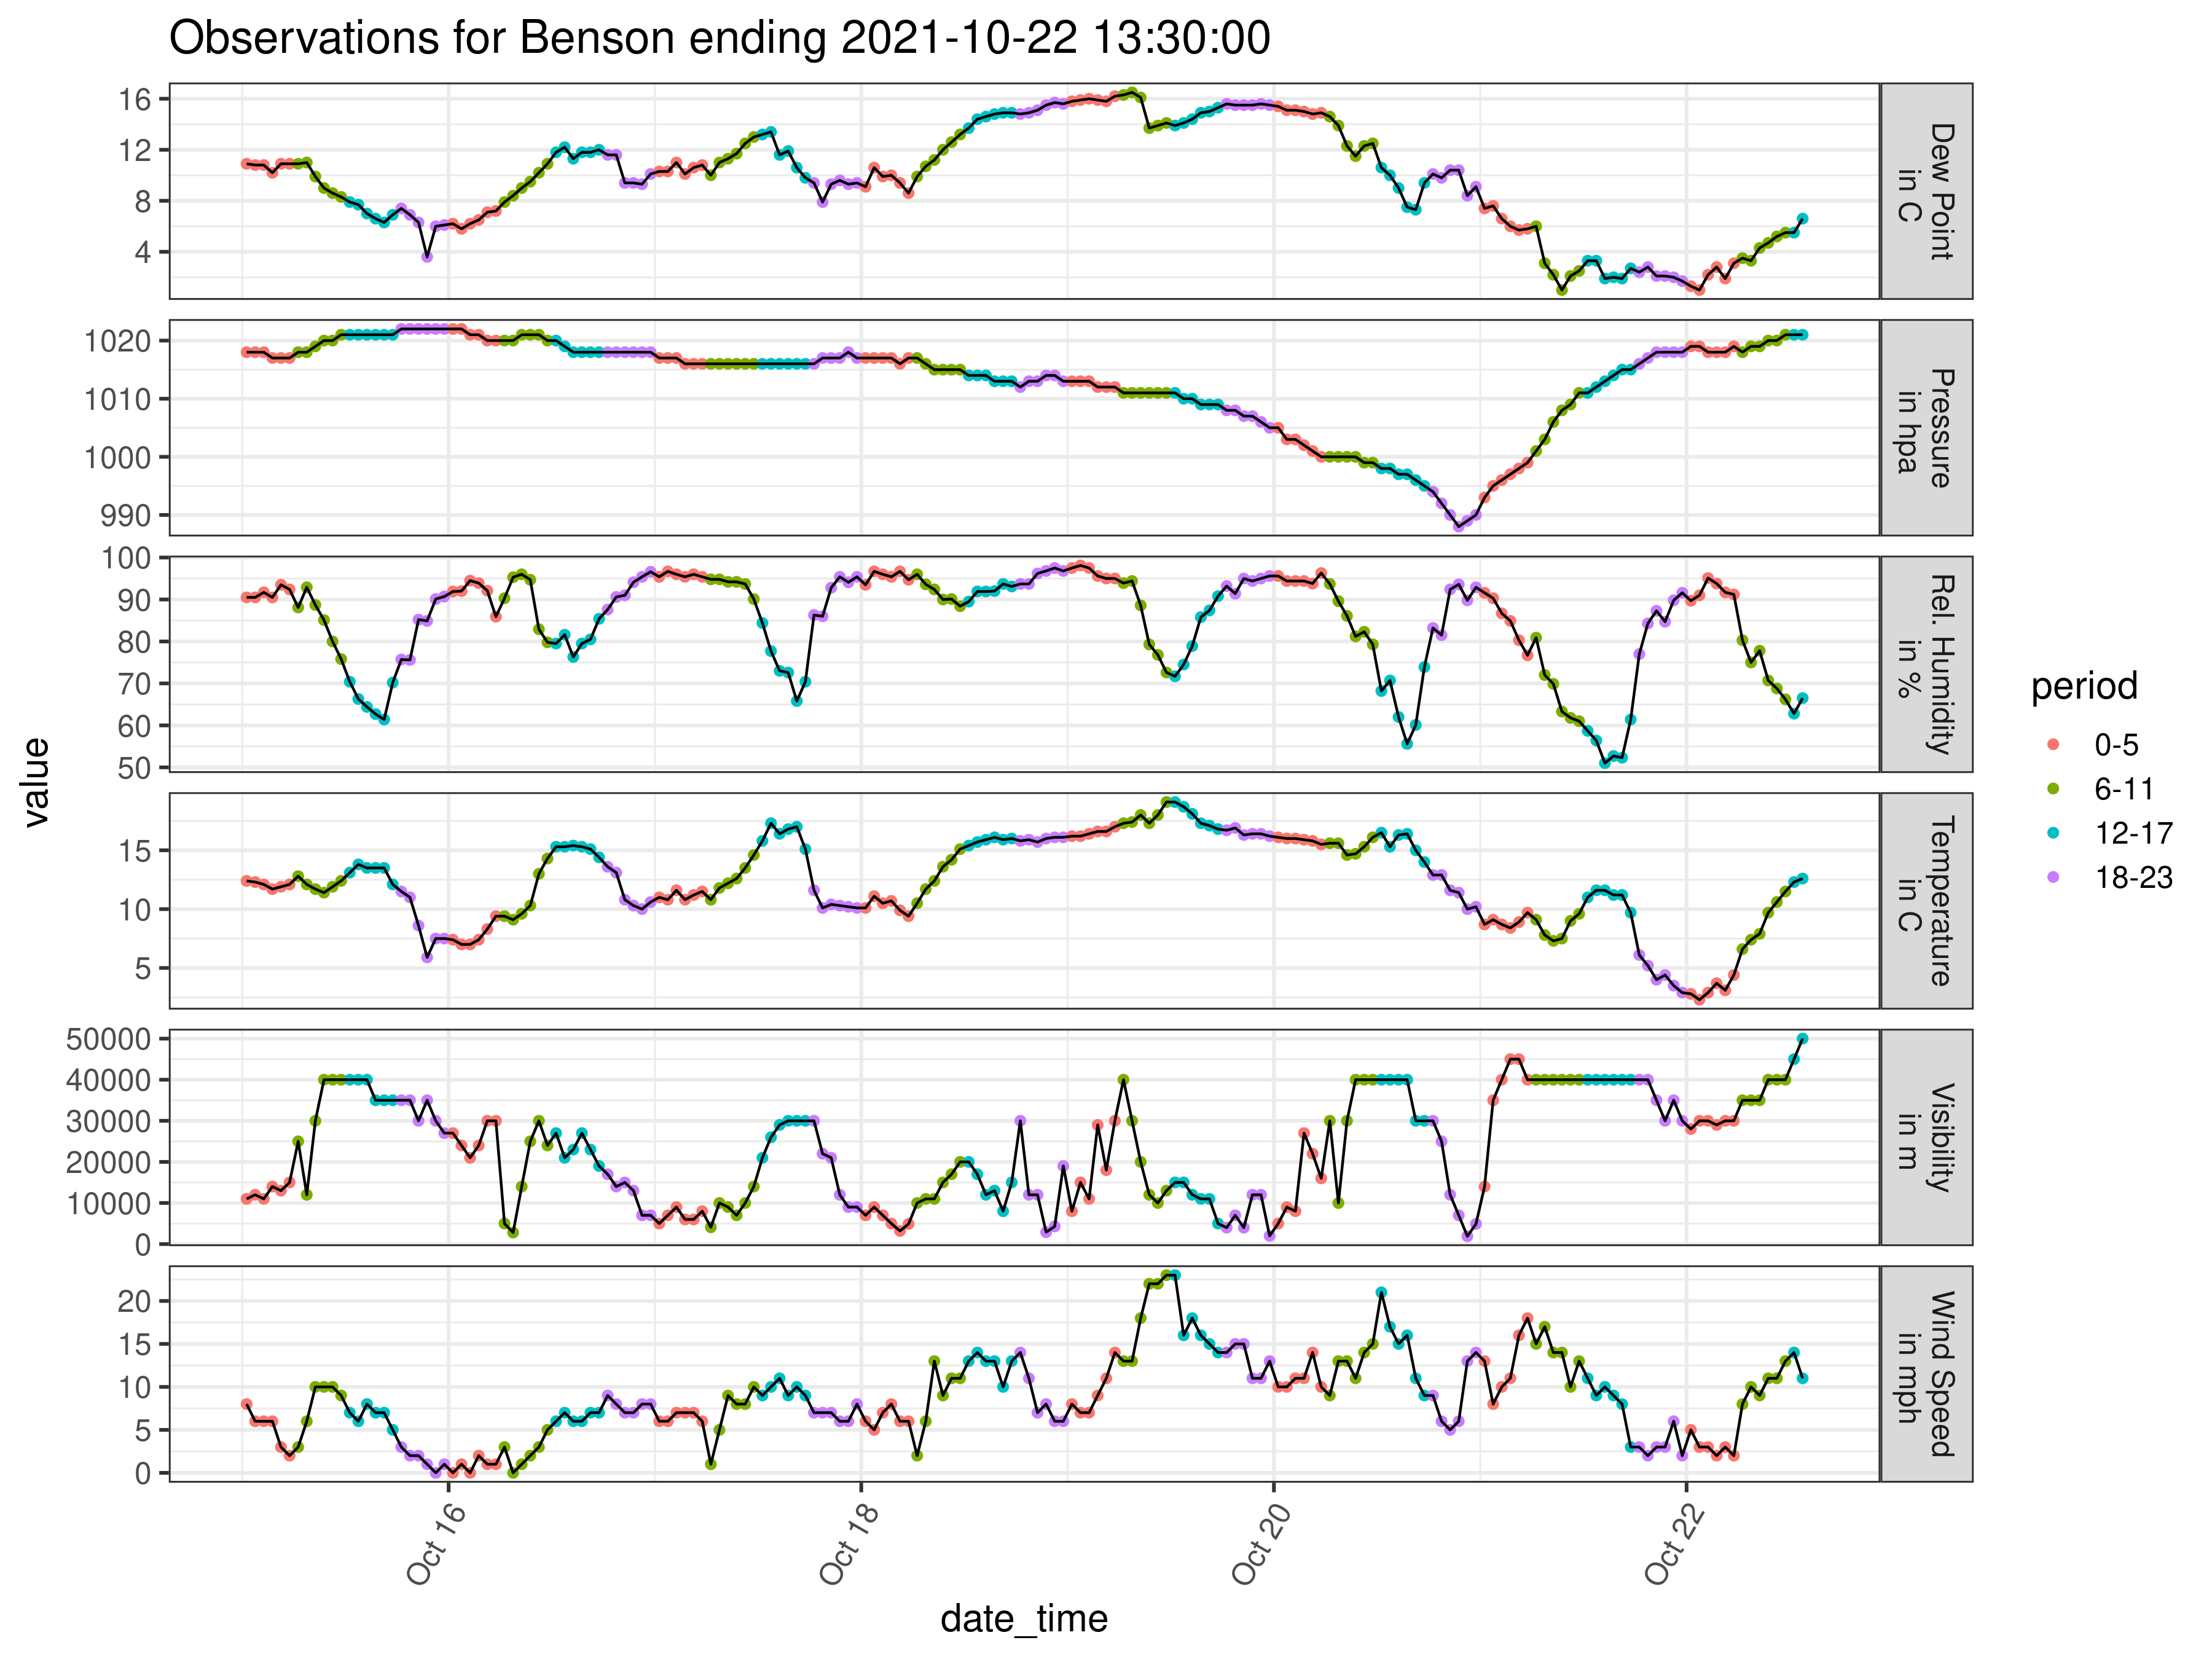 Observations for Benson ending 2021-10-22 13:30:00
value
16
12
8
4
Dew Point
in C
1020
1010
1000
990
Pressure
in hpa
100
90
80
70
60
50
Rel. Humidity
in %
15
10
5
Temperature
in C
50000
40000
30000
20000
10000
0
Visibility
in m
20
15
10
5
0
Wind Speed
in mph
Oct 16
Oct 18
Oct 20
Oct 22
date_time
period
0-5
6-11
12-17
18-23